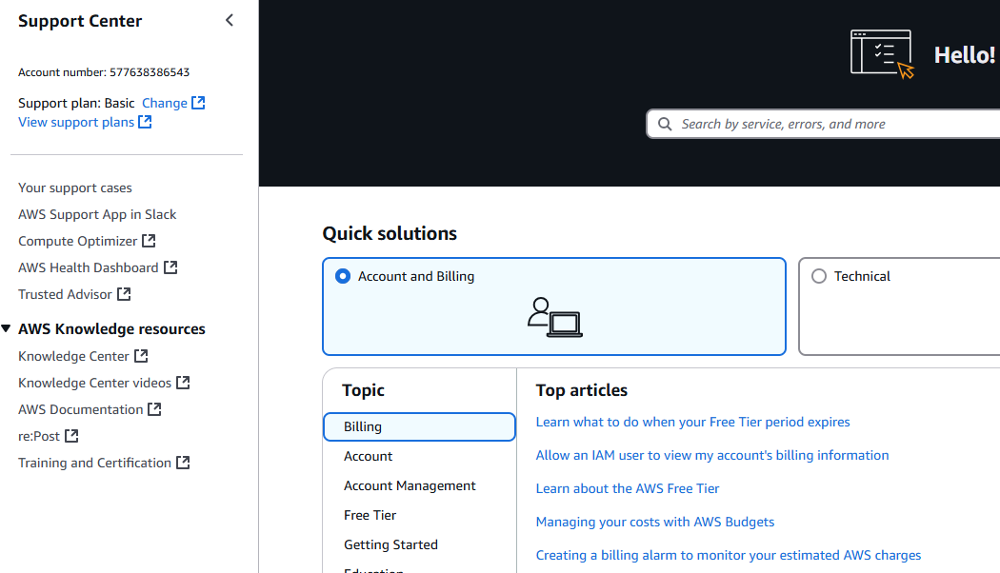 Support Center
Account number: 577638386543
Support plan: Basic Change
View support plans
Your support cases
AWS Support App in Slack
Compute Optimizer
AWS Health Dashboard
Trusted Advisor
AWS Knowledge resources
Knowledge Center
Knowledge Center videos
AWS Documentation
re:Post
Training and Certification
Hello!
Search by service, errors, and more
Quick solutions
Account and Billing
Technical
Topic
Billing
Account
Account Management
Free Tier
Getting Started
Education
Top articles
Learn what to do when your Free Tier period expires
Allow an IAM user to view my account's billing information
Learn about the AWS Free Tier
Managing your costs with AWS Budgets
Creating a billing alarm to monitor your estimated AWS charges